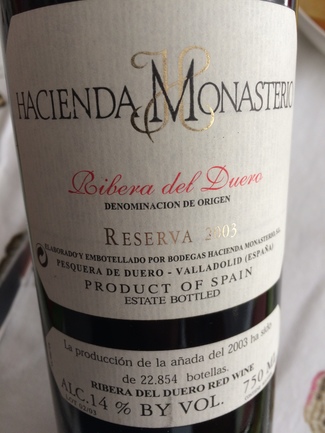 HACIENDA MONASTERIO
Ribera del Duero
DENOMINACION DE ORIGEN
RESERVA 2003
ELABORADO Y EMBOTELLADO POR BODEGAS HACIENDA MONASTERIO, S.L.
PESQUERA DE DUERO - VALLADOLID (ESPAÑA)
PRODUCT OF SPAIN
ESTATE BOTTLED
La producción de la añada del 2003 ha sido
de 22.854 botellas.
RIBERA DEL DUERO RED WINE
ALC. 14 % BY VOL. 750 ML